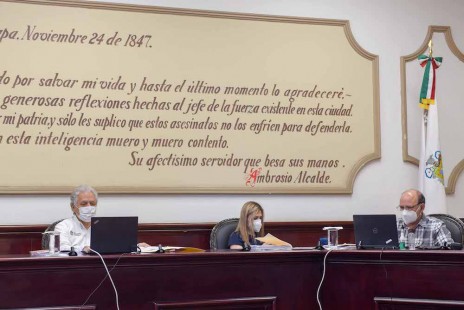 apa. Noviembre 24 de 1847.
do por salvar mi vida y hasta el último momento lo agradeceré,-
generosas reflexiones hechas al jefe de la fuerza existente en esta ciudad.
r mi patria, y sólo les suplico que estos asesinatos no los enfríen para defenderla.
n esta inteligencia muero y muero contento.
Su afectísimo servidor que besa sus manos.
Ambrosio Alcalde.